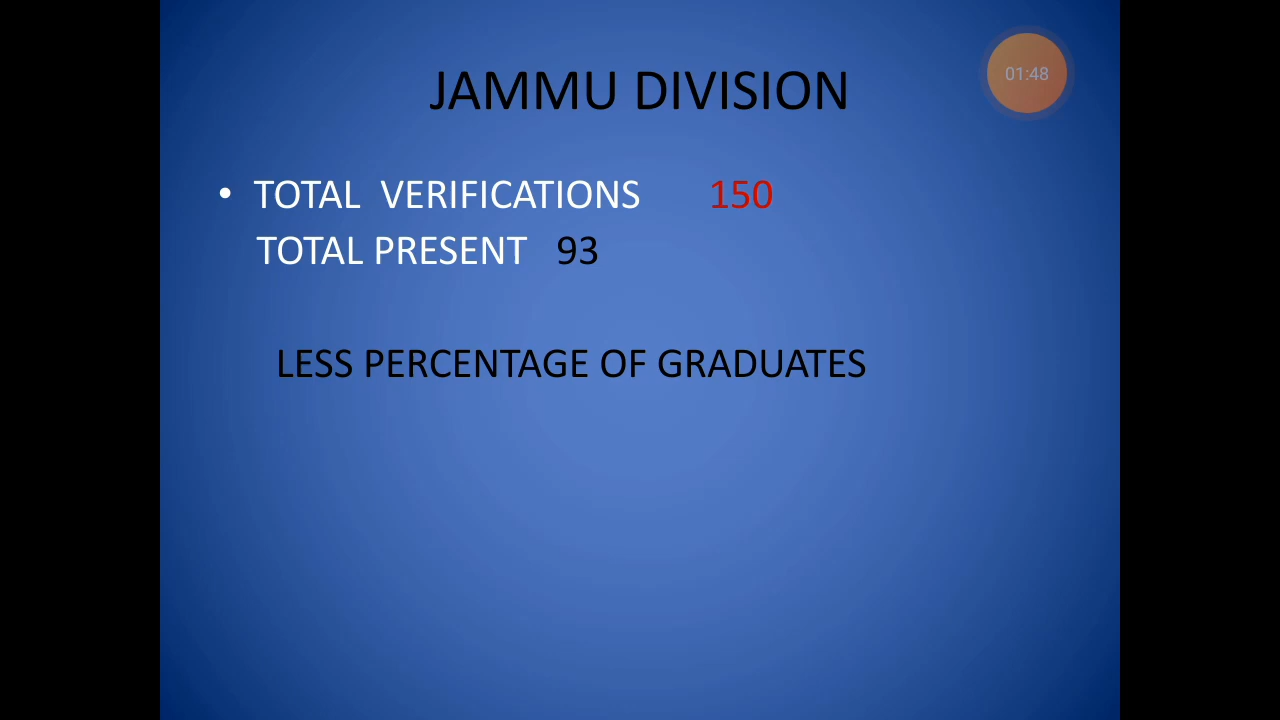 JAMMU DIVISION
01:48
• TOTAL VERIFICATIONS 150
TOTAL PRESENT 93
LESS PERCENTAGE OF GRADUATES